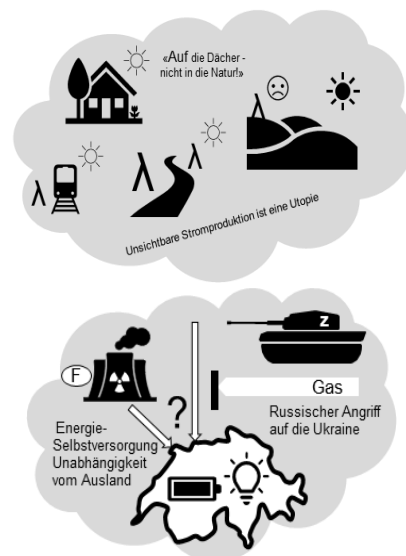 «Auf die Dächer -
nicht in die Natur!»
Unsichtbare Stromproduktion ist eine Utopie
Z
F
?
Gas
Russischer Angriff
auf die Ukraine
Energie-
Selbstversorgung
Unabhängigkeit
vom Ausland